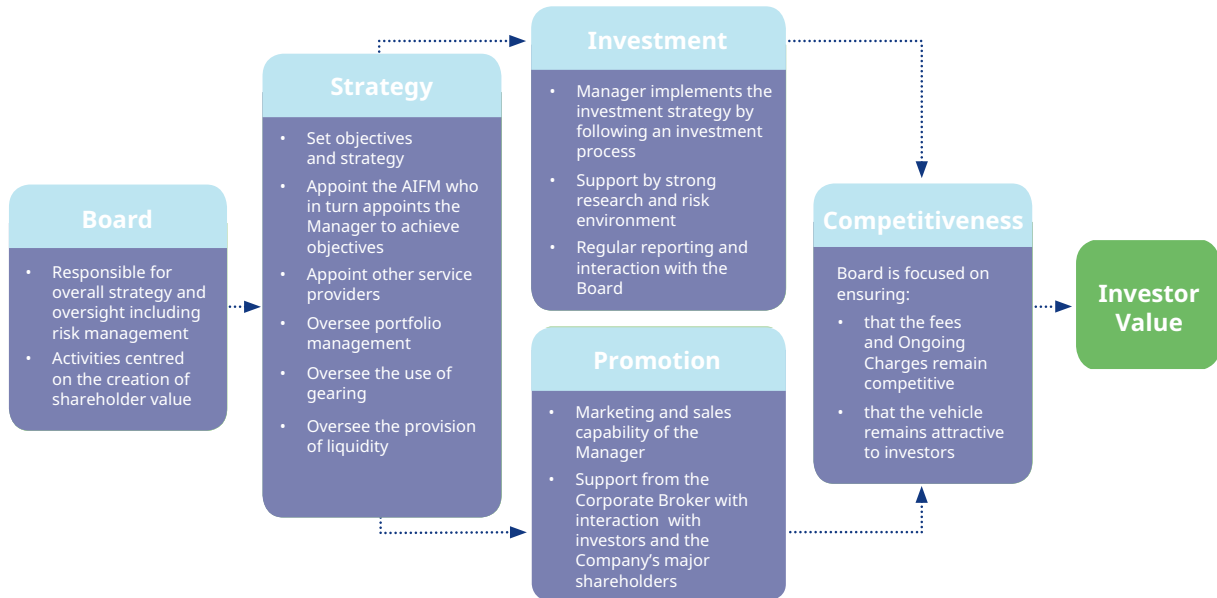 Board
• Responsible for
overall strategy and
oversight including
risk management
• Activities centred
on the creation of
shareholder value
Strategy
• Set objectives
and strategy
• Appoint the AIFM who
in turn appoints the
Manager to achieve
objectives
• Appoint other service
providers
• Oversee portfolio
management
• Oversee the use of
gearing
• Oversee the provision
of liquidity
Investment
• Manager implements the
investment strategy by
following an investment
process
• Support by strong
research and risk
environment
• Regular reporting and
interaction with the
Board
Promotion
• Marketing and sales
capability of the
Manager
• Support from the
Corporate Broker with
interaction with
investors and the
Company’s major
shareholders
Competitiveness
Board is focused on
ensuring:
• that the fees
and Ongoing
Charges remain
competitive
• that the vehicle
remains attractive
to investors
Investor
Value